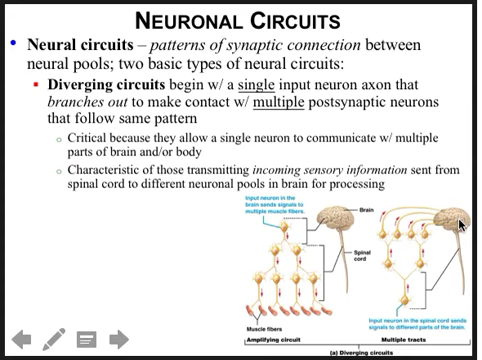 NEURONAL CIRCUITS
• Neural circuits – patterns of synaptic connection between
neural pools; two basic types of neural circuits:
▪ Diverging circuits begin w/ a single input neuron axon that
branches out to make contact w/ multiple postsynaptic neurons
that follow same pattern
o Critical because they allow a single neuron to communicate w/ multiple
parts of brain and/or body
o Characteristic of those transmitting incoming sensory information sent from
spinal cord to different neuronal pools in brain for processing
Input neuron in the
brain sends signals to
multiple muscle fibers.
Brain
Spinal
cord
Input neuron in the spinal cord sends
signals to different parts of the brain.
Muscle fibers
Amplifying circuit
Multiple tracts
(a) Diverging circuits